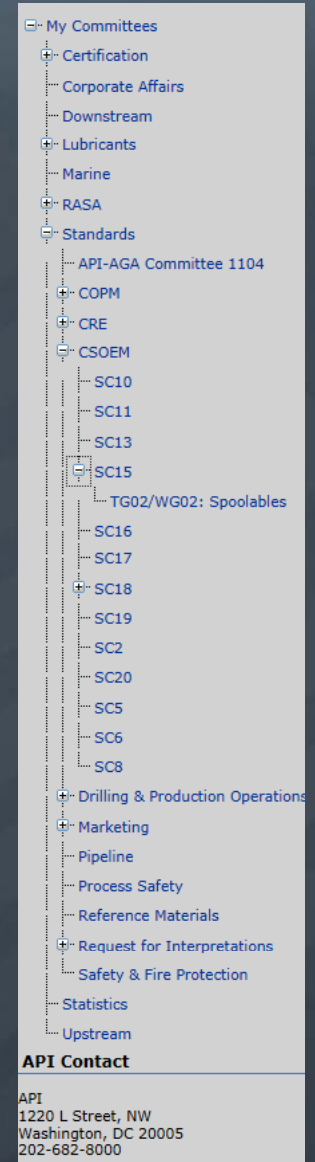 My Committees
Certification
Corporate Affairs
Downstream
Lubricants
Marine
RASA
Standards
API-AGA Committee 1104
COPM
CRE
CSOEM
SC10
SC11
SC13
SC15
TG02/WG02: Spoolables
SC16
SC17
SC18
SC19
SC2
SC20
SC5
SC6
SC8
Drilling & Production Operations
Marketing
Pipeline
Process Safety
Reference Materials
Request for Interpretations
Safety & Fire Protection
Statistics
Upstream
API Contact
API
1220 L Street, NW
Washington, DC 20005
202-682-8000